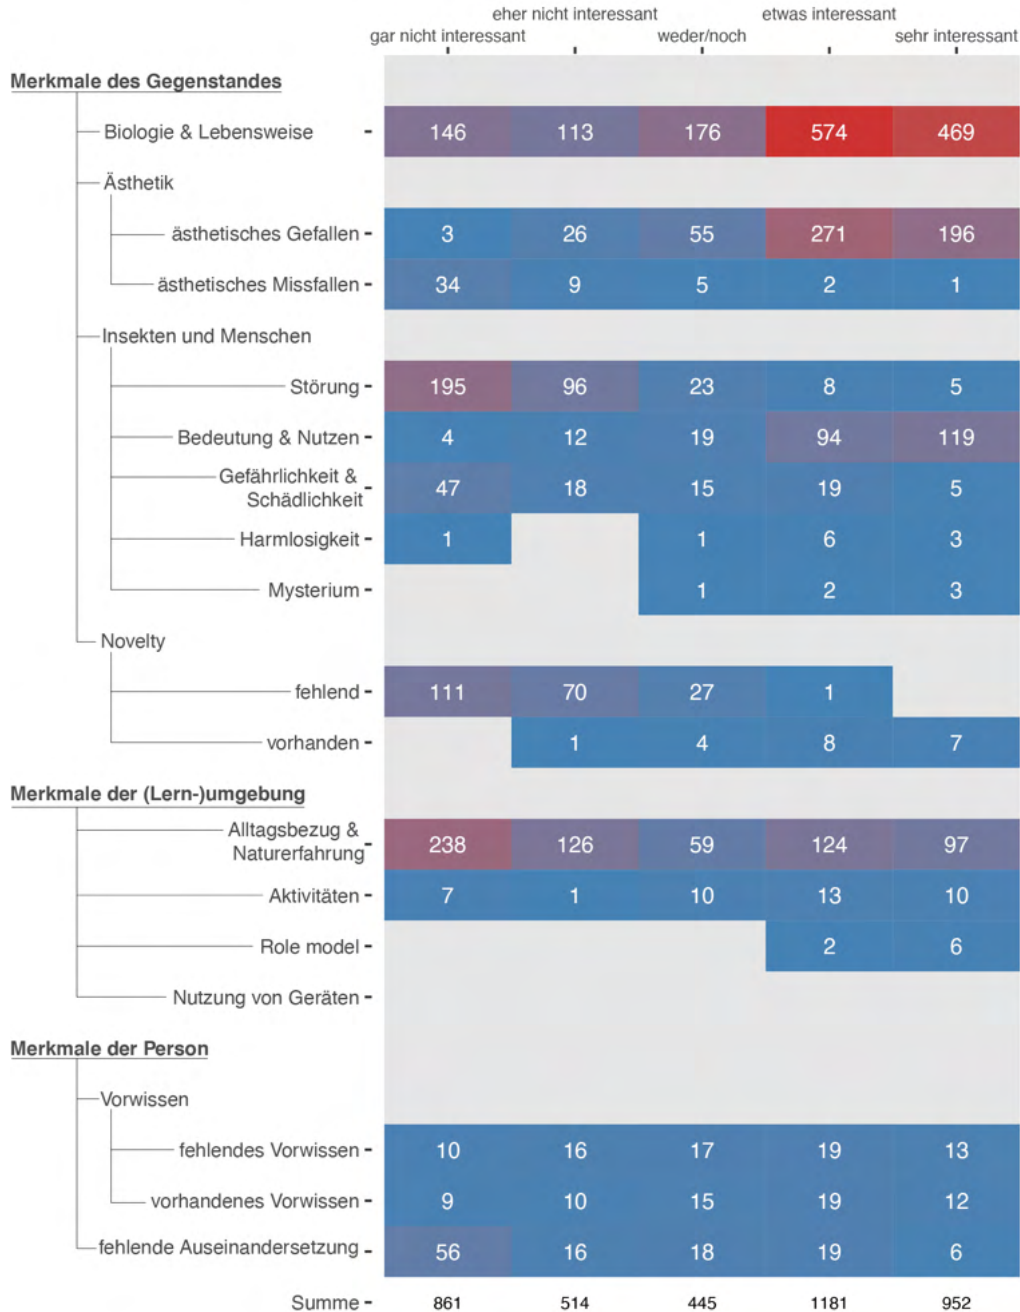 eher nicht interessant etwas interessant
gar nicht interessant weder/noch sehr interessant
Merkmale des Gegenstandes
Biologie & Lebensweise 146 113 176 574 469
Ästhetik
ästhetisches Gefallen 3 26 55 271 196
ästhetisches Missfallen 34 9 5 2 1
Insekten und Menschen
Störung 195 96 23 8 5
Bedeutung & Nutzen 4 12 19 94 119
Gefährlichkeit &
Schädlichkeit 47 18 15 19 5
Harmlosigkeit 1 1 6 3
Mysterium 1 2 3
Novelty
fehlend 111 70 27 1
vorhanden 1 4 8 7
Merkmale der (Lern-)umgebung
Alltagsbezug &
Naturerfahrung 238 126 59 124 97
Aktivitäten 7 1 10 13 10
Role model 2 6
Nutzung von Geräten
Merkmale der Person
Vorwissen
fehlendes Vorwissen 10 16 17 19 13
vorhandenes Vorwissen 9 10 15 19 12
fehlende Auseinandersetzung 56 16 18 19 6
Summe 861 514 445 1181 952